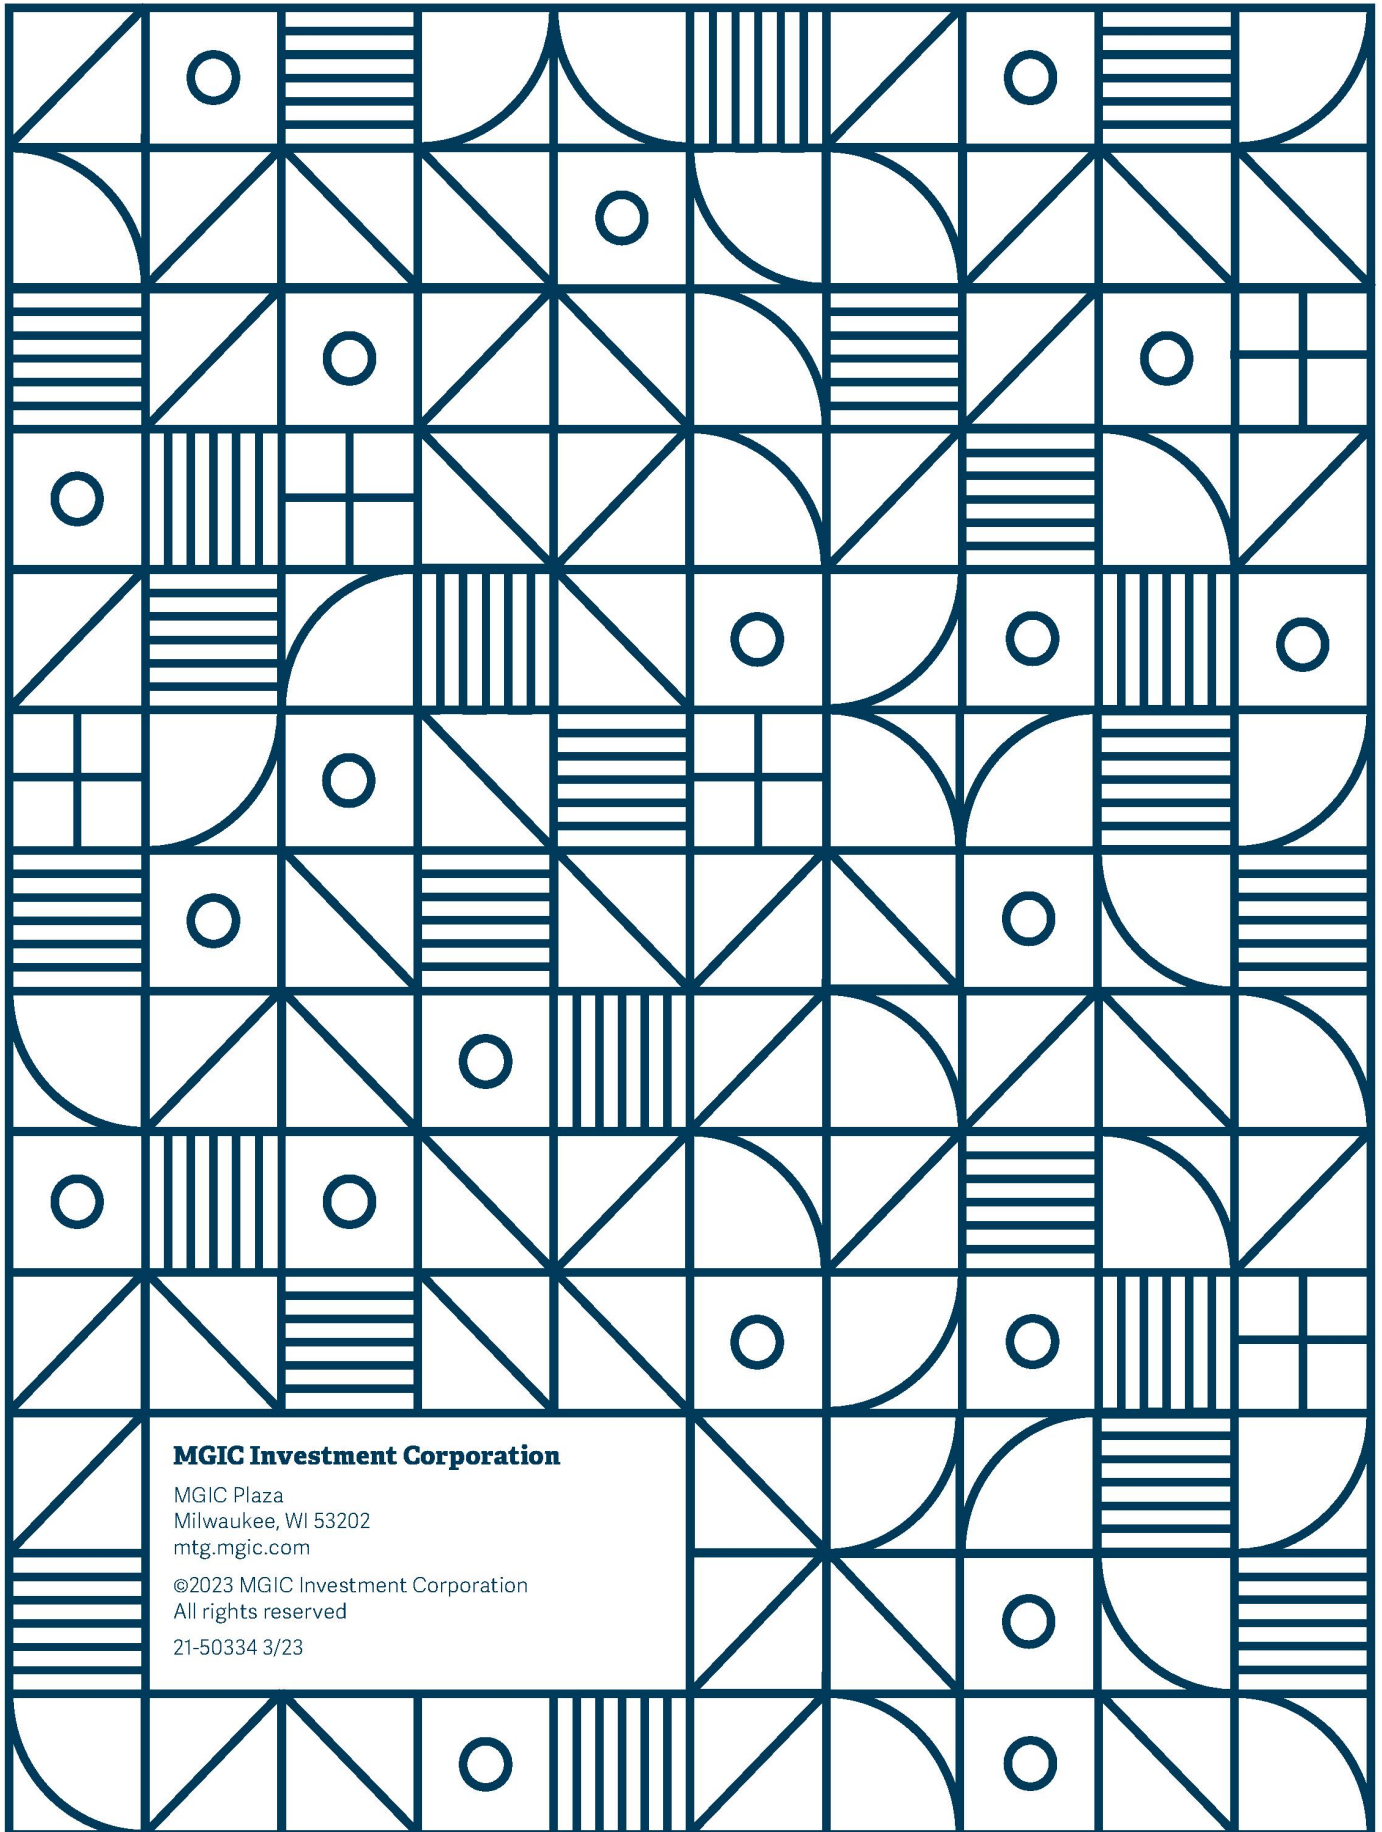 MGIC Investment Corporation
MGIC Plaza
Milwaukee, WI 53202
mtg.mgic.com
©2023 MGIC Investment Corporation
All rights reserved
21-50334 3/23